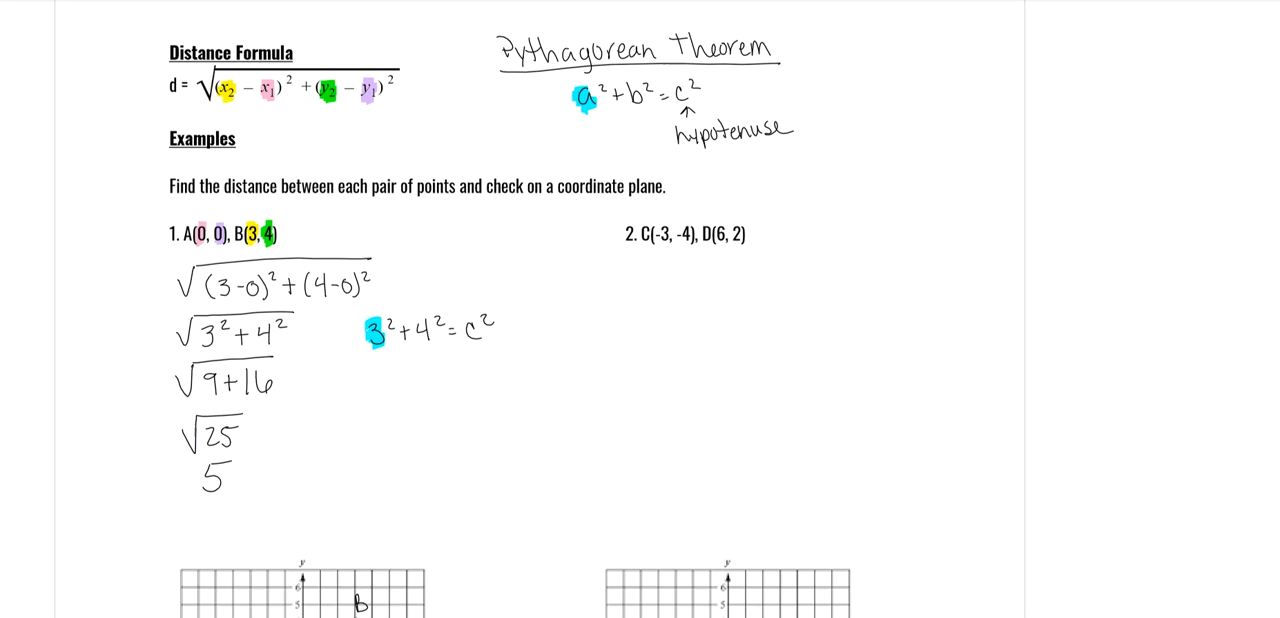 Distance Formula
d = √(x₂ − x₁)² + (y₂ − y₁)²
Pythagorean Theorem
a² + b² = c²
↑
hypotenuse
Examples
Find the distance between each pair of points and check on a coordinate plane.
1. A(0, 0), B(3, 4)
√(3-0)² + (4-0)²
√3² + 4²
3² + 4² = c²
√9+16
√25
5
2. C(-3, -4), D(6, 2)
y
6
5
B
y
6
5